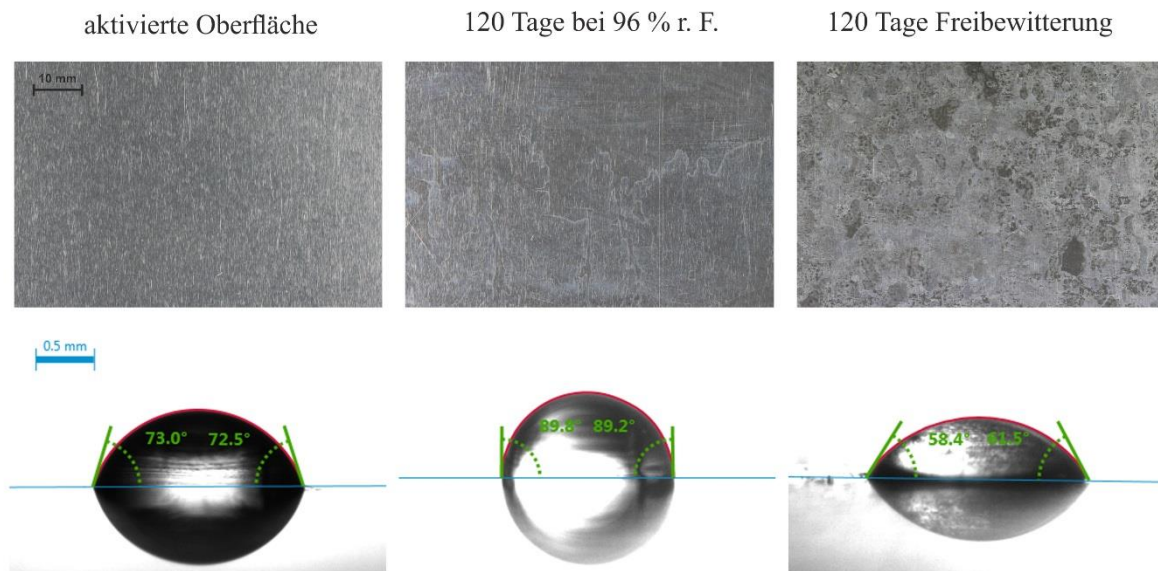 aktivierte Oberfläche
120 Tage bei 96 % r. F.
120 Tage Freibewitterung
10 mm
0.5 mm
73.0° 72.5°
89.8° 89.2°
58.4° 61.5°